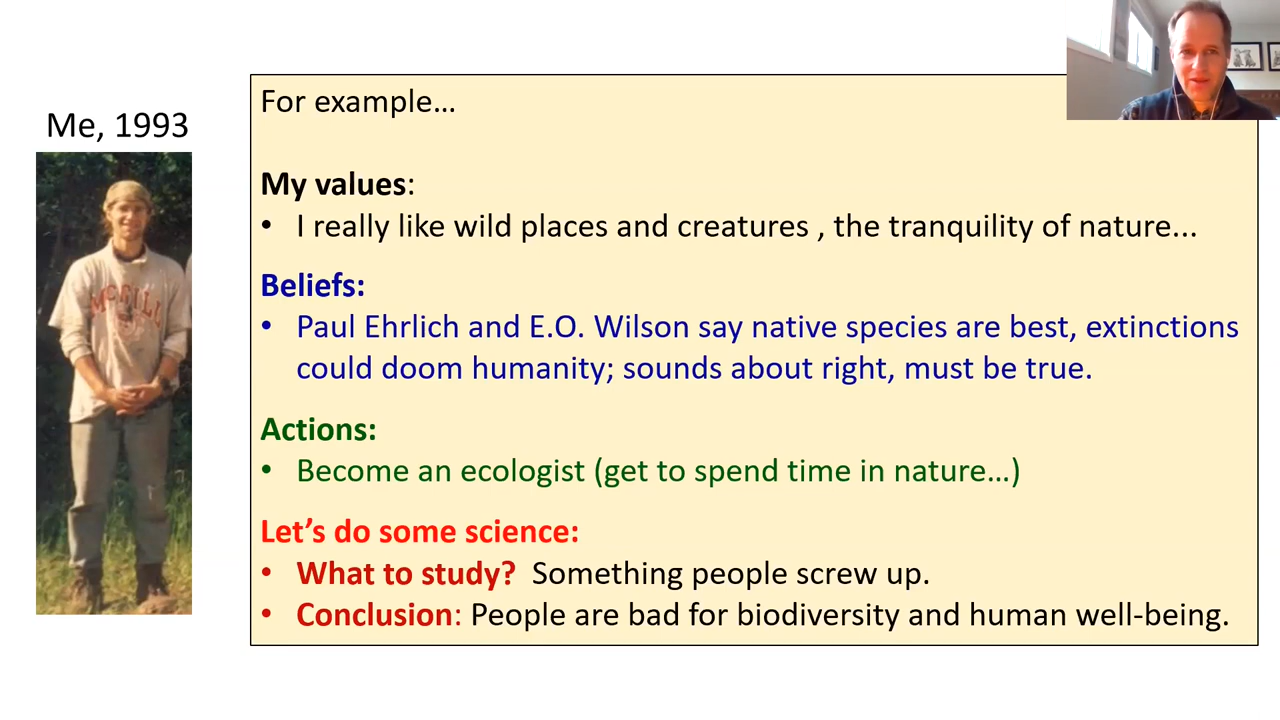 For example...
Me, 1993
My values:
• I really like wild places and creatures , the tranquility of nature...
Beliefs:
• Paul Ehrlich and E.O. Wilson say native species are best, extinctions
could doom humanity; sounds about right, must be true.
Actions:
• Become an ecologist (get to spend time in nature...)
Let's do some science:
• What to study? Something people screw up.
• Conclusion: People are bad for biodiversity and human well-being.
McGILL